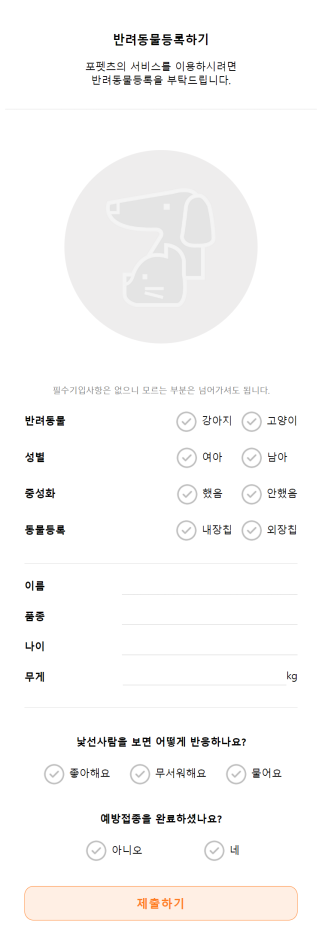 반려동물등록하기
포펫츠의 서비스를 이용하시려면
반려동물등록을 부탁드립니다.
필수기입사항은 없으니 모르는 부분은 넘어가셔도 됩니다.
반려동물 강아지 고양이
성별 여아 남아
중성화 했음 안했음
동물등록 내장칩 외장칩
이름
품종
나이
무게 kg
낯선사람을 보면 어떻게 반응하나요?
좋아해요 무서워해요 물어요
예방접종을 완료하셨나요?
아니오 네
제출하기